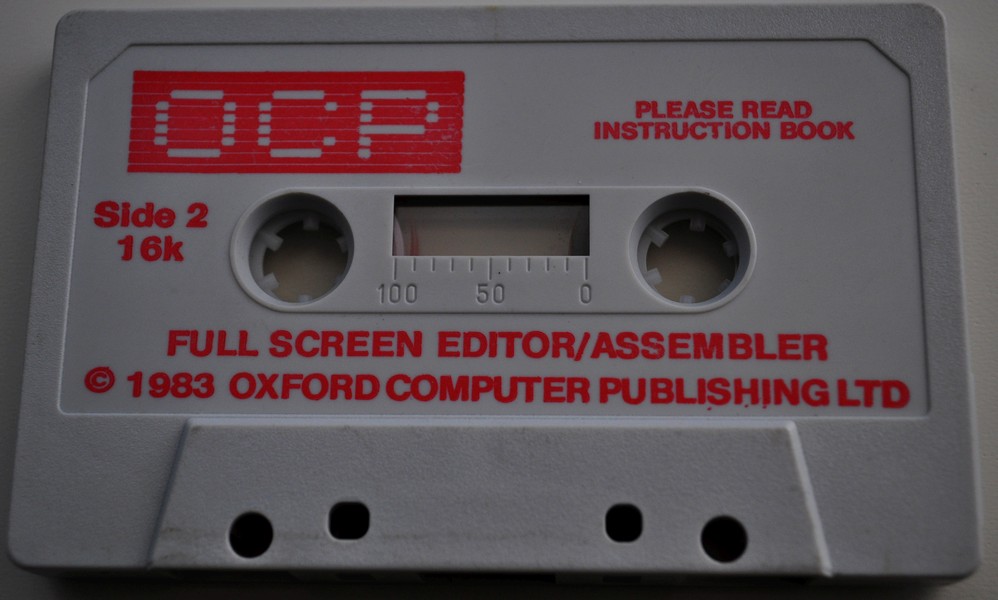 OCP
PLEASE READ
INSTRUCTION BOOK
Side 2
16k
100 50 0
FULL SCREEN EDITOR/ASSEMBLER
© 1983 OXFORD COMPUTER PUBLISHING LTD